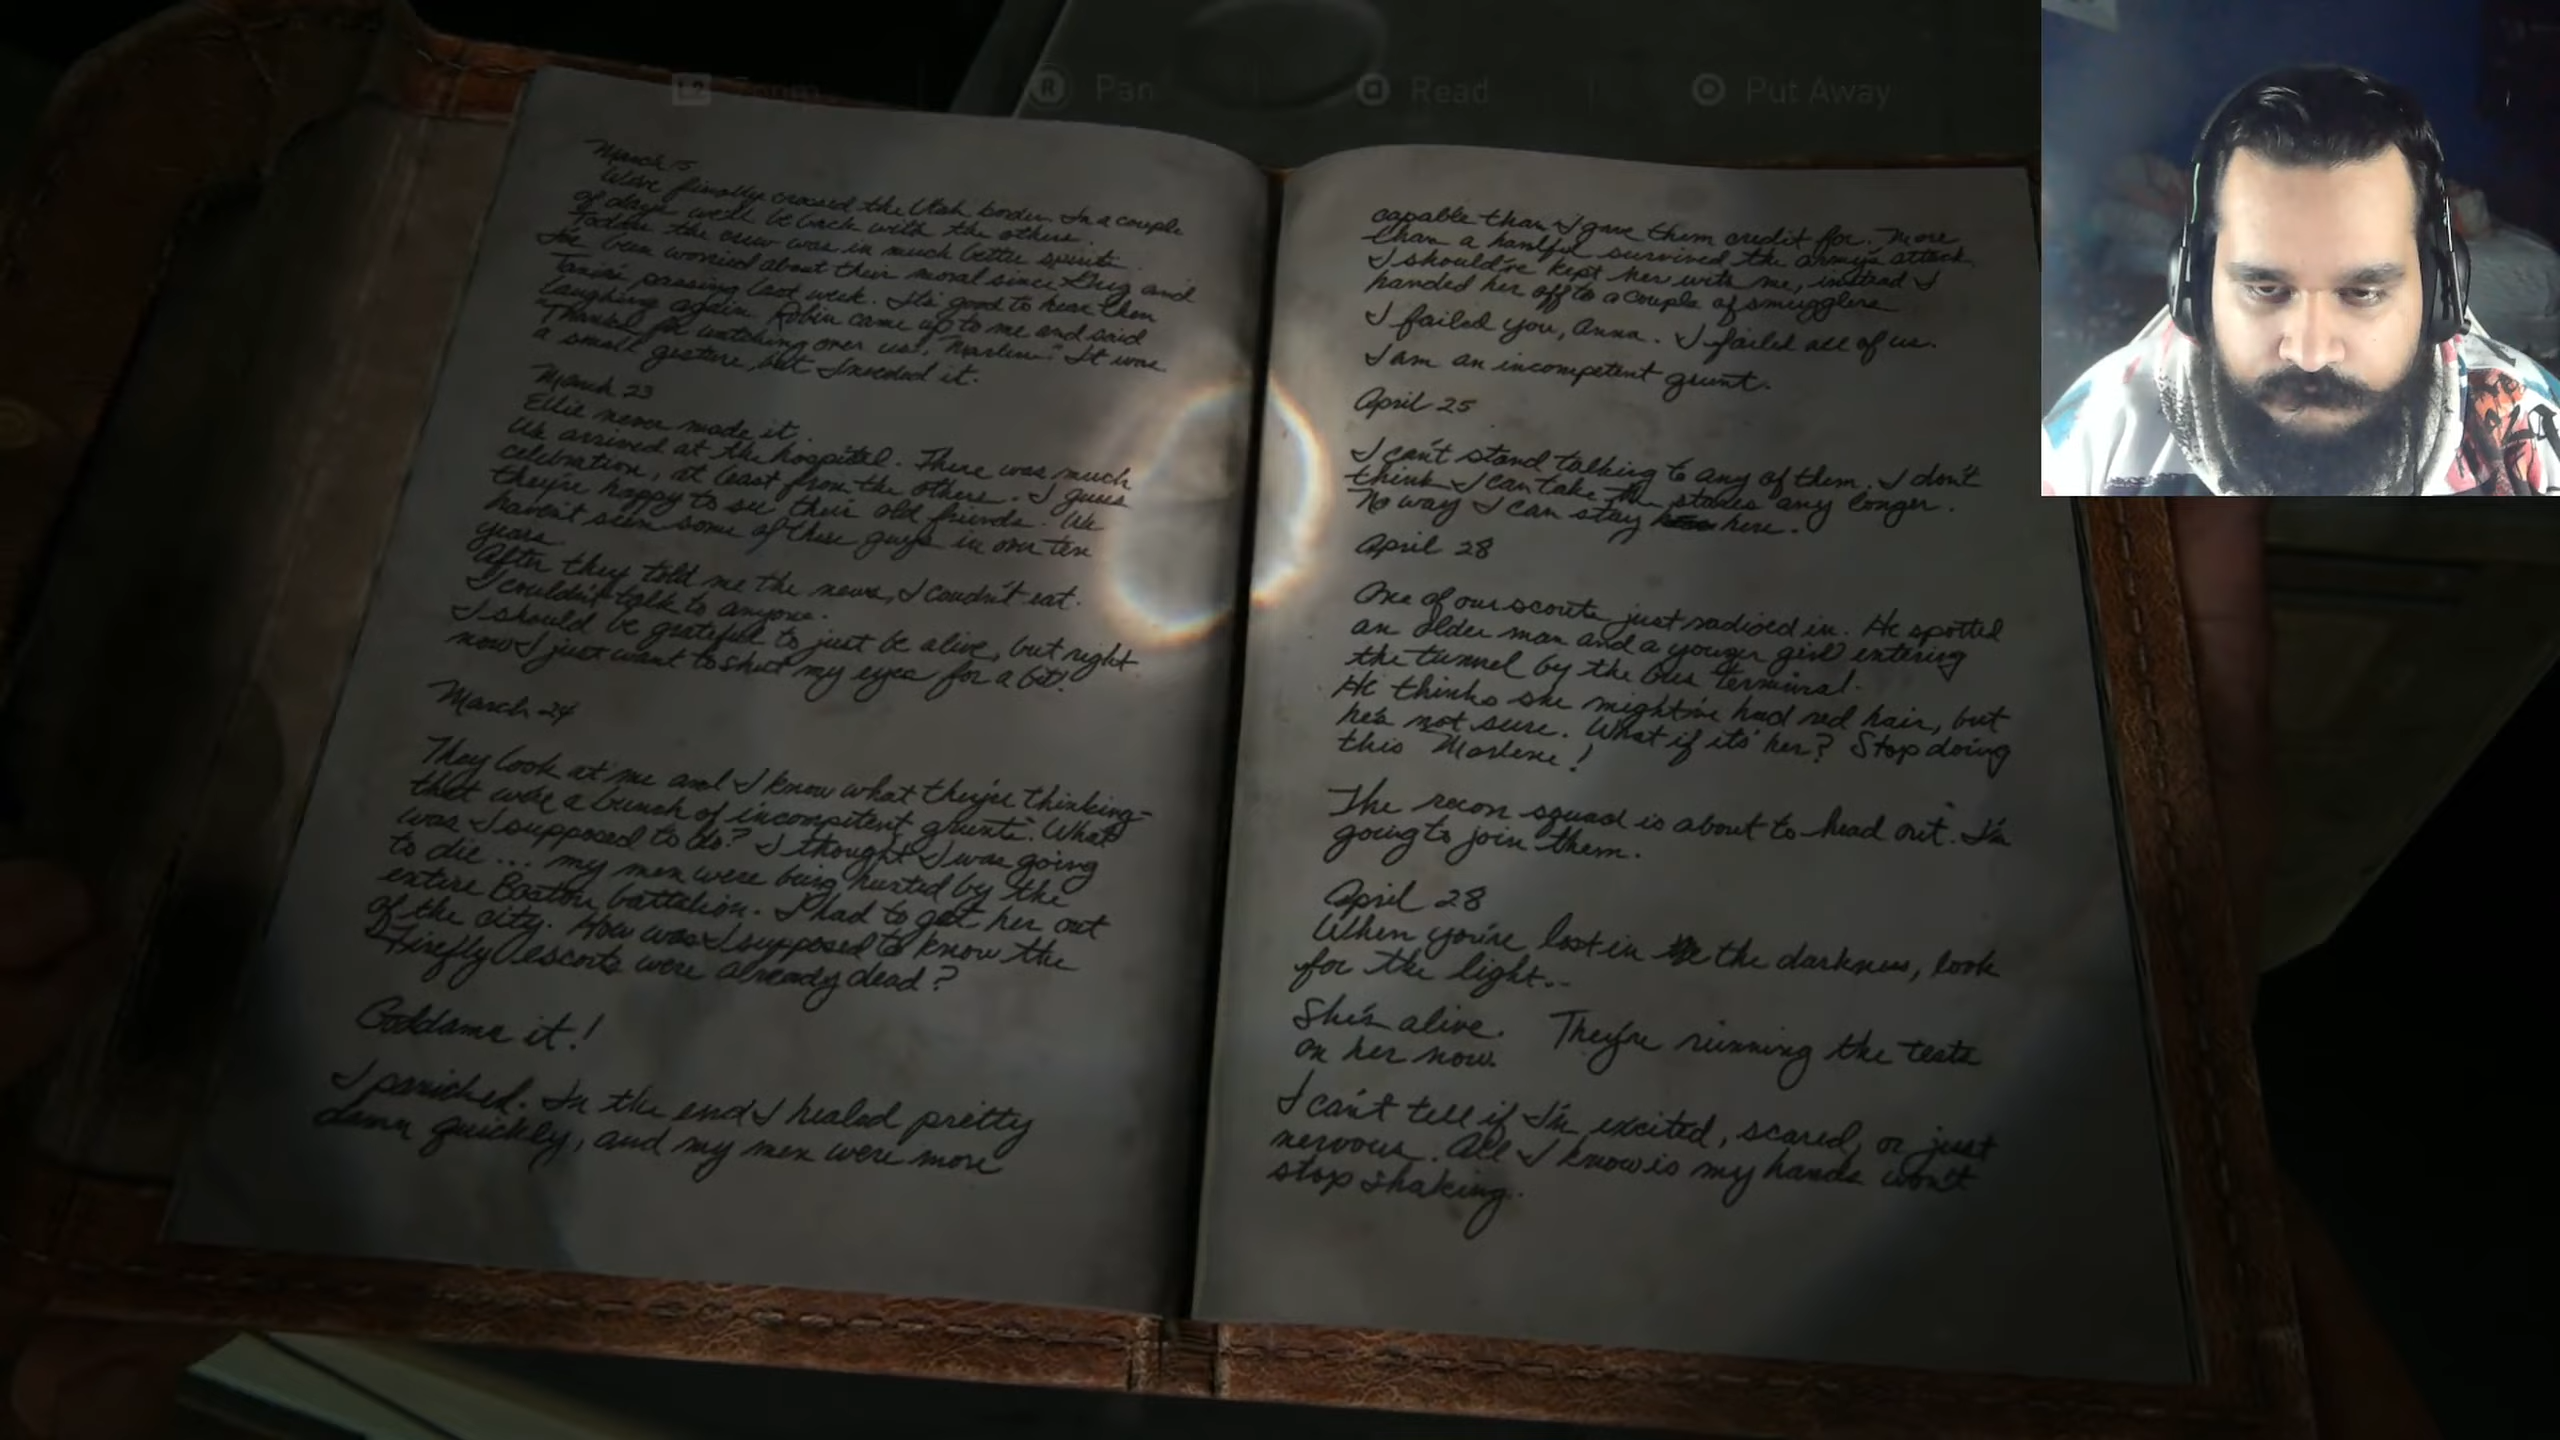 Pan
Read
Put Away
March 15
We're finally crossed the Utah border. In a couple
of days we'll be back with the others.
Today the crew was in much better spirits.
I'm been worried about their moral since and
passing last week. It's good to hear them
laughing again. Robin came up to me and said
"Thanks for watching over us, Marlene." It was
a small gesture, but I needed it.
March 23
Ellie never made it.
We arrived at the hospital. There was much
celebration, at least from the others. I guess
they're happy to see their old friends. We
haven't seen some of these guys in over ten
years.
After they told me the news, I couldn't eat.
I couldn't talk to anyone.
I should be grateful to just be alive, but right
now I just want to shut my eyes for a bit.
March 24
They look at me and I know what they're thinking-
that we're a bunch of incompitent grunts. What
was I supposed to do? I thought I was going
to die... my men were being hunted by the
entire Boston battalion. I had to get her out
of the city. How was I supposed to know the
Firefly escorts were already dead?
Goddamn it!
I panicked. In the end I healed pretty
damn quickly, and my men were more
capable than I gave them credit for. More
than a handful survived the army's attack.
I should've kept her with me, instead I
handed her off to a couple of smugglers.
I failed you, Anna. I failed all of us.
I am an incompetent grunt.
April 25
I can't stand talking to any of them. I don't
think I can take the stares any longer.
No way I can stay here.
April 28
One of our scouts just radioed in. He spotted
an older man and a younger girl entering
the tunnel by the Bus Terminal.
He thinks she might've had red hair, but
he's not sure. What if it's her? Stop doing
this Marlene!
The recon squad is about to head out. I'm
going to join them.
April 28
When you're lost in the darkness, look
for the light...
She's alive. They're running the tests
on her now.
I can't tell if I'm excited, scared, or just
nervous. All I know is my hands won't
stop shaking.